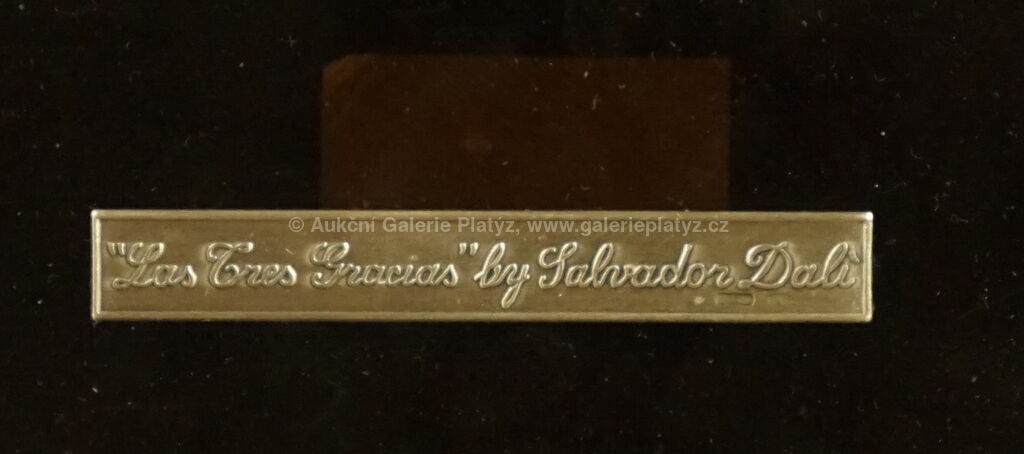 © Aukční Galerie Platýz, www.galerieplatyz.cz
"Las Tres Gracias" by Salvador Dalí